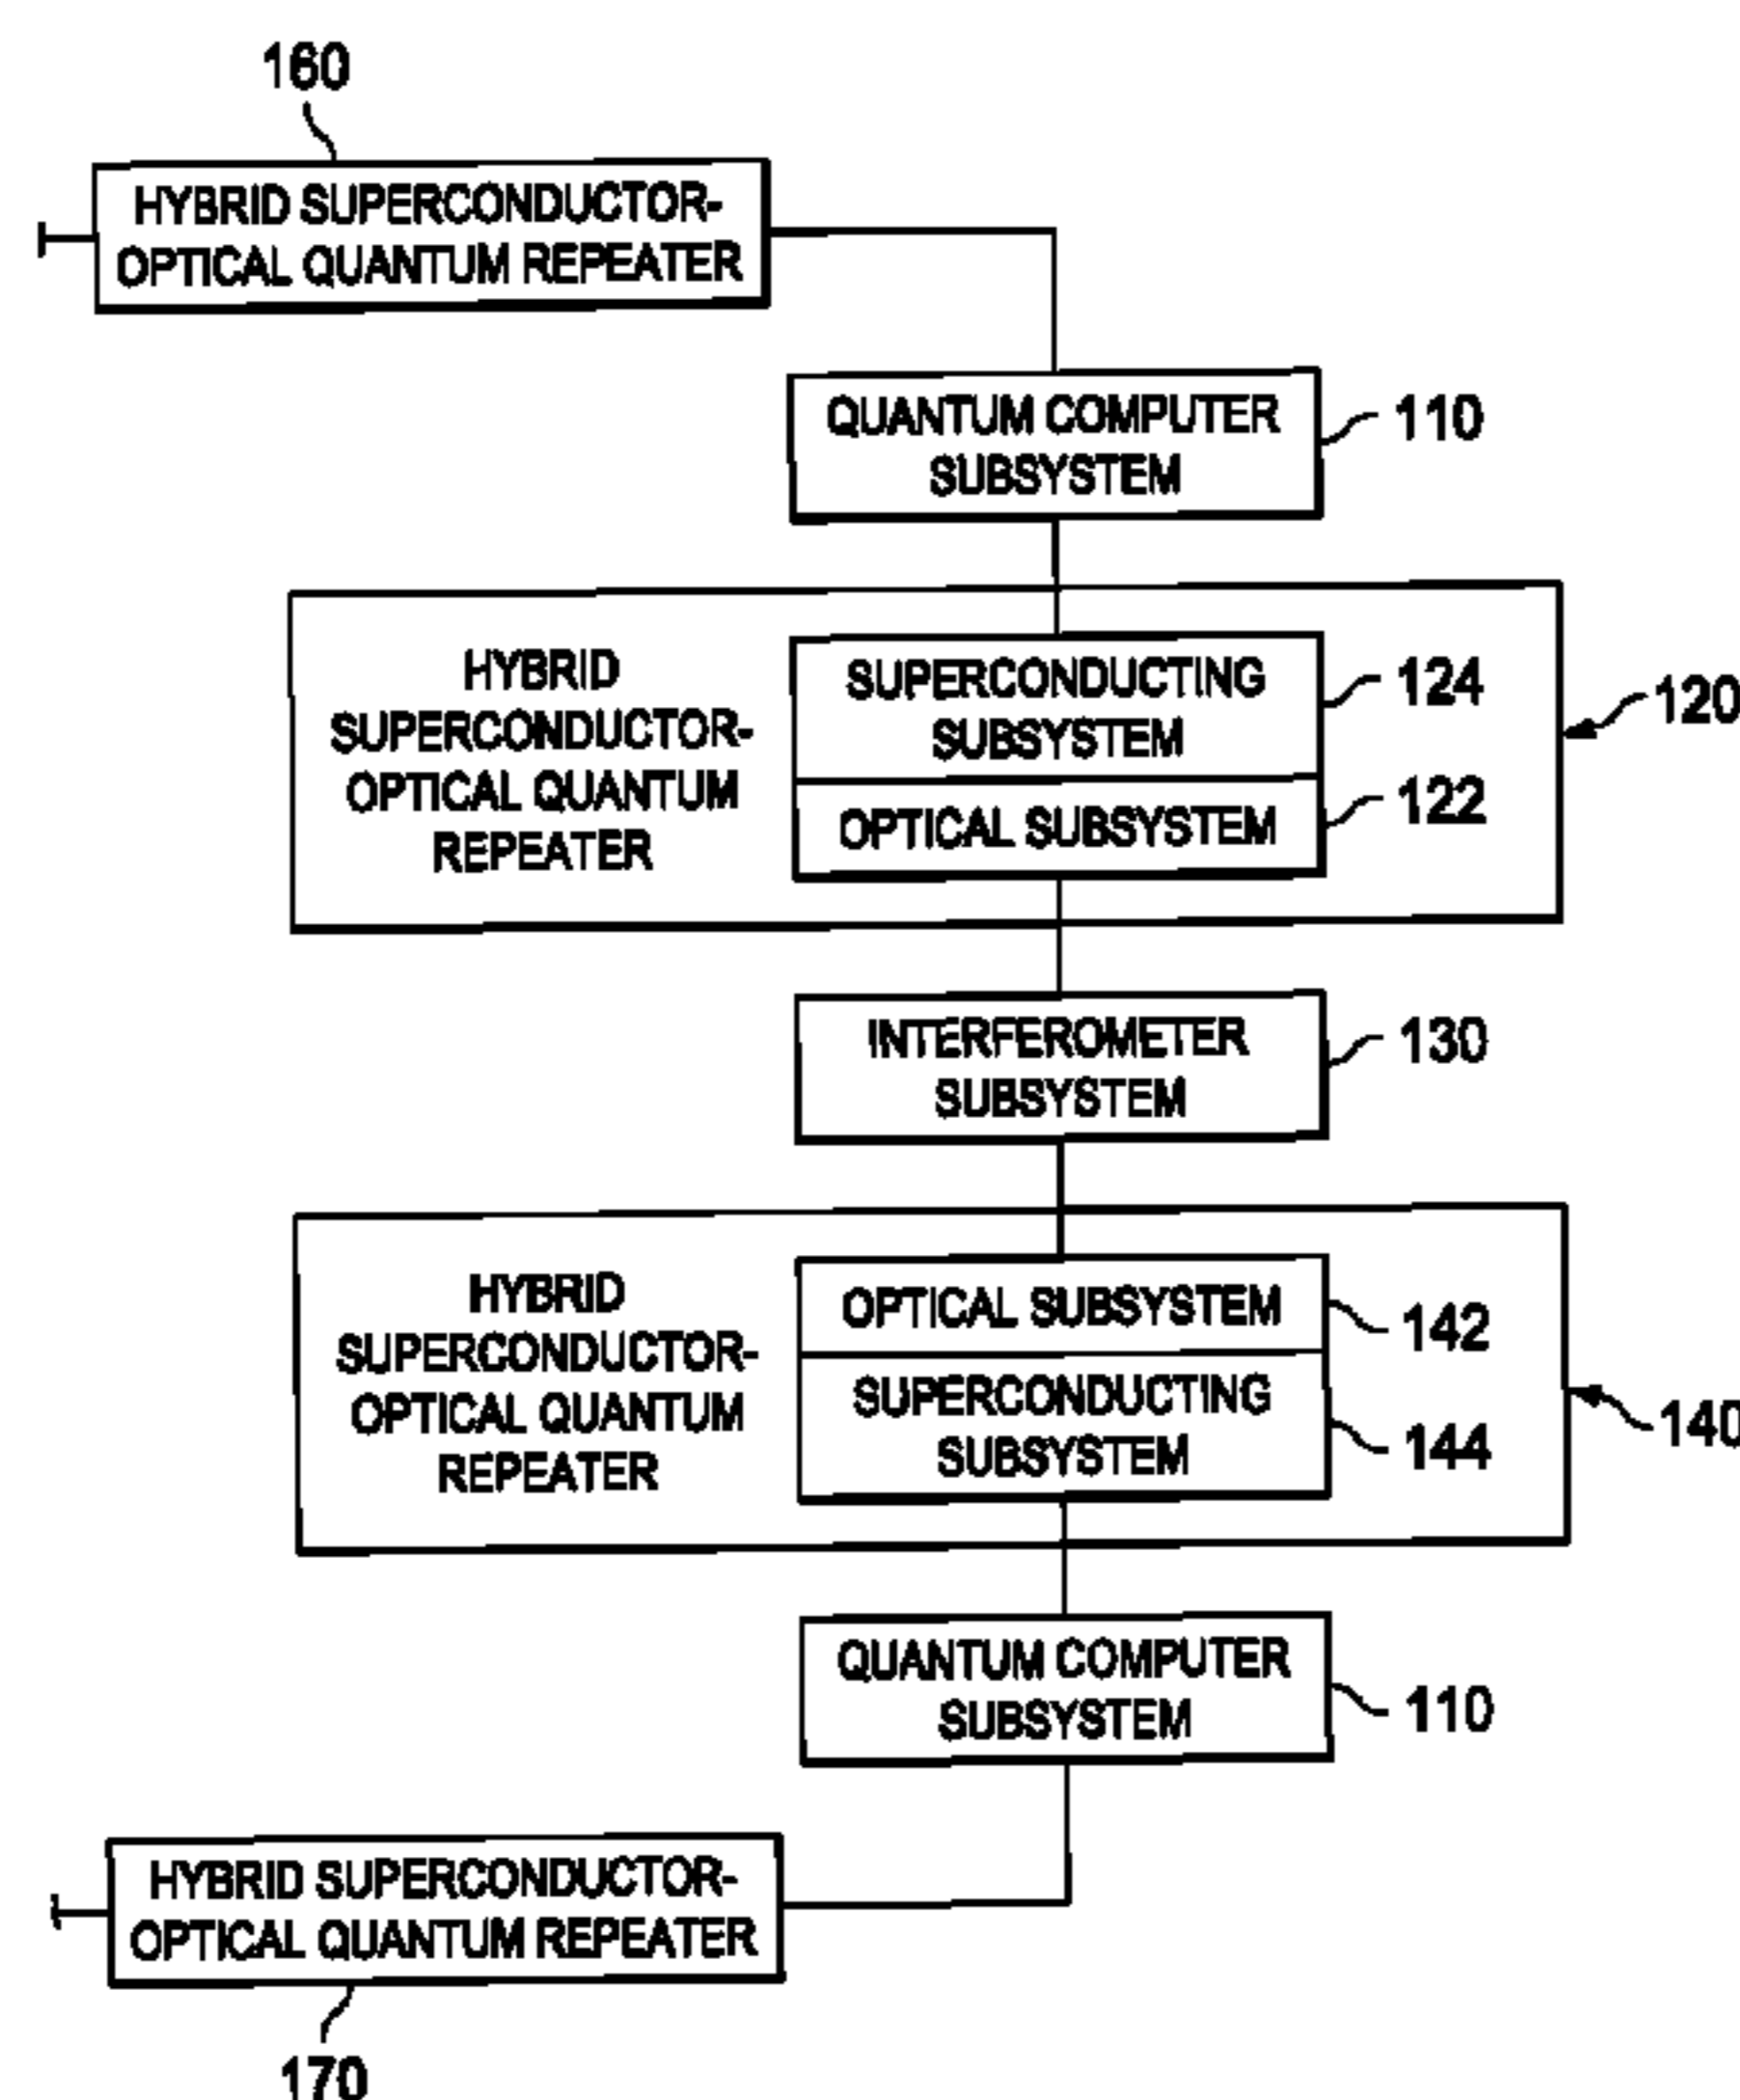 160
HYBRID SUPERCONDUCTOR-
OPTICAL QUANTUM REPEATER
QUANTUM COMPUTER
SUBSYSTEM
110
HYBRID
SUPERCONDUCTOR-
OPTICAL QUANTUM
REPEATER
SUPERCONDUCTING
SUBSYSTEM
124
OPTICAL SUBSYSTEM
122
120
INTERFEROMETER
SUBSYSTEM
130
HYBRID
SUPERCONDUCTOR-
OPTICAL QUANTUM
REPEATER
OPTICAL SUBSYSTEM
142
SUPERCONDUCTING
SUBSYSTEM
144
140
QUANTUM COMPUTER
SUBSYSTEM
110
HYBRID SUPERCONDUCTOR-
OPTICAL QUANTUM REPEATER
170